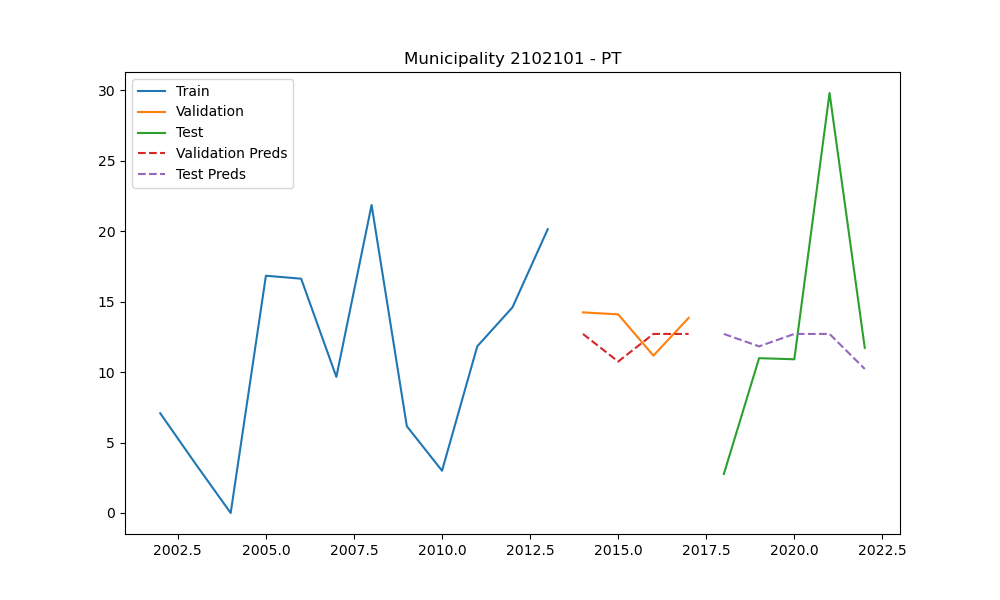 Municipality 2102101 - PT
Train
Validation
Test
Validation Preds
Test Preds
30
25
20
15
10
5
0
2002.5 2005.0 2007.5 2010.0 2012.5 2015.0 2017.5 2020.0 2022.5